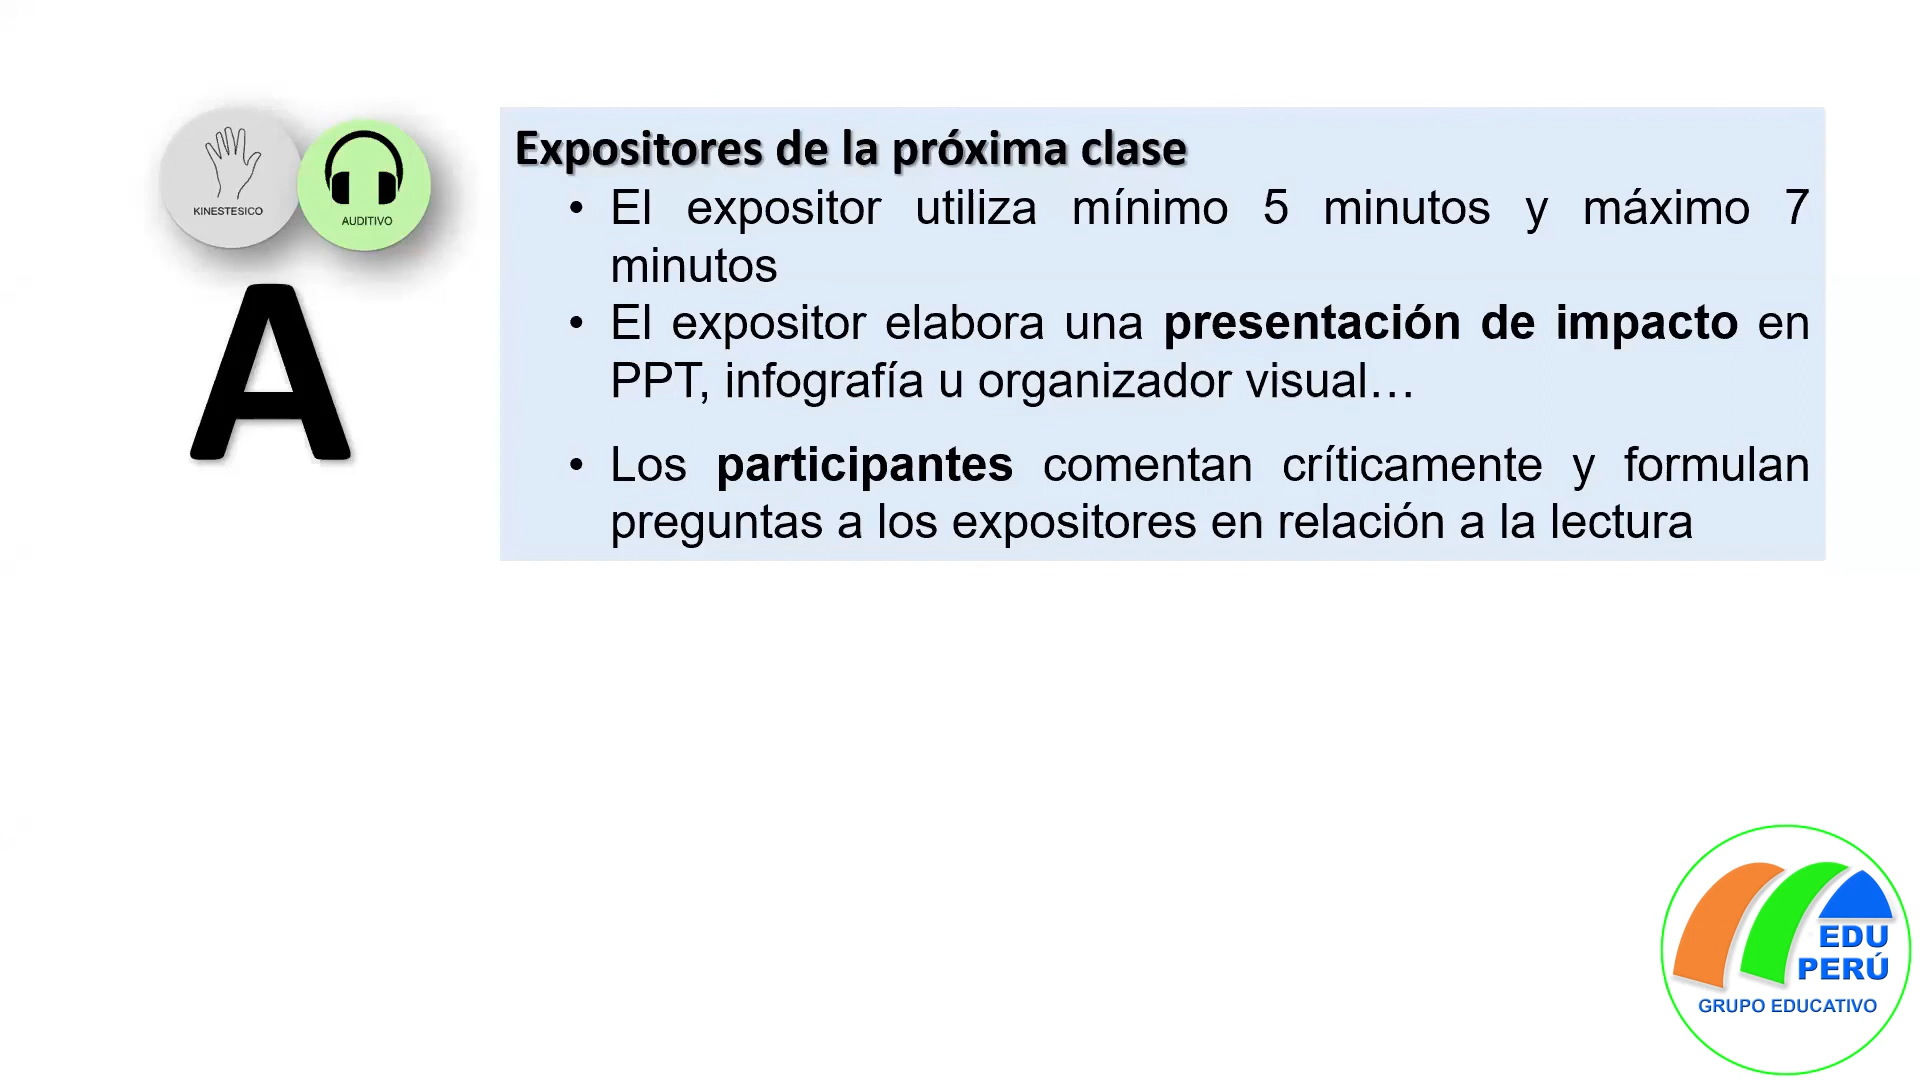 KINESTESICO
AUDITIVO
A
Expositores de la próxima clase
• El expositor utiliza mínimo 5 minutos y máximo 7
minutos
• El expositor elabora una presentación de impacto en
PPT, infografía u organizador visual…
• Los participantes comentan críticamente y formulan
preguntas a los expositores en relación a la lectura
EDU
PERÚ
GRUPO EDUCATIVO